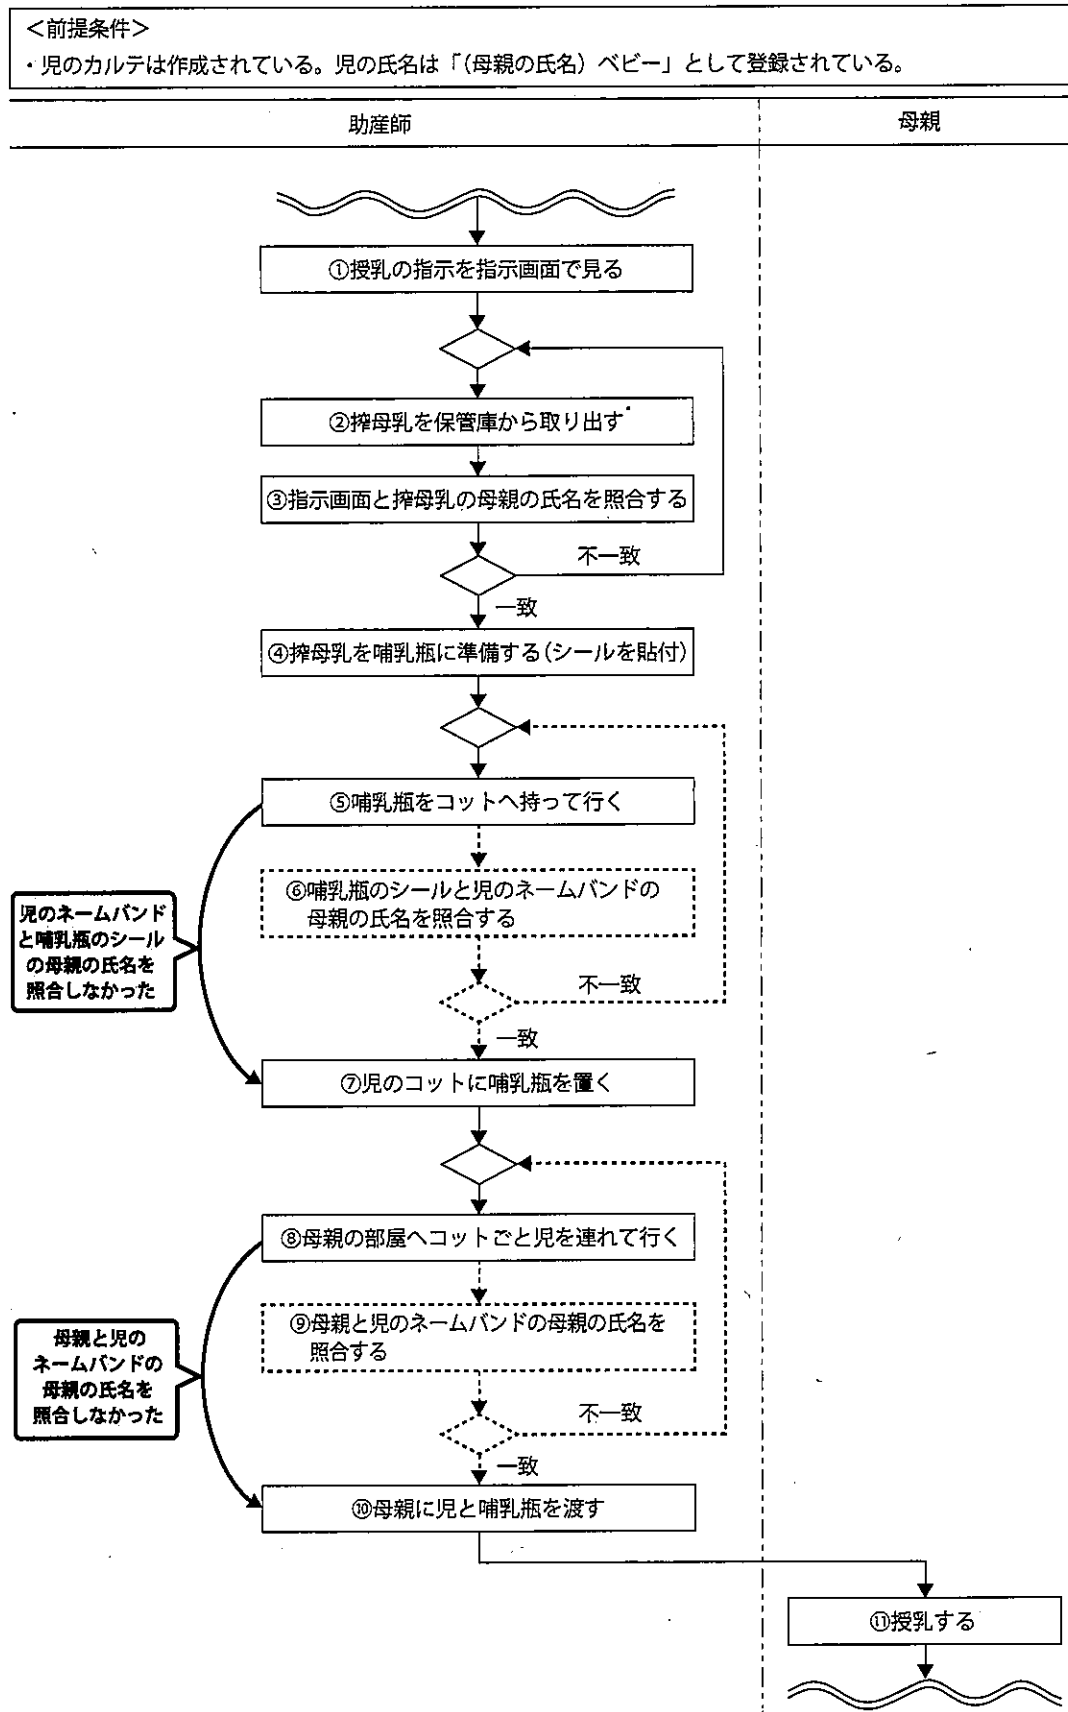 ＜前提条件＞
・児のカルテは作成されている。児の氏名は「(母親の氏名）ベビー」として登録されている。
助産師
母親
①授乳の指示を指示画面で見る
②搾母乳を保管庫から取り出す
③指示画面と搾母乳の母親の氏名を照合する
不一致
一致
④搾母乳を哺乳瓶に準備する(シールを貼付)
⑤哺乳瓶をコットへ持って行く
⑥哺乳瓶のシールと児のネームバンドの
母親の氏名を照合する
児のネームバンド
と哺乳瓶のシール
の母親の氏名を
照合しなかった
不一致
一致
⑦児のコットに哺乳瓶を置く
⑧母親の部屋へコットごと児を連れて行く
⑨母親と児のネームバンドの母親の氏名を
照合する
母親と児の
ネームバンドの
母親の氏名を
照合しなかった
不一致
一致
⑩母親に児と哺乳瓶を渡す
⑪授乳する